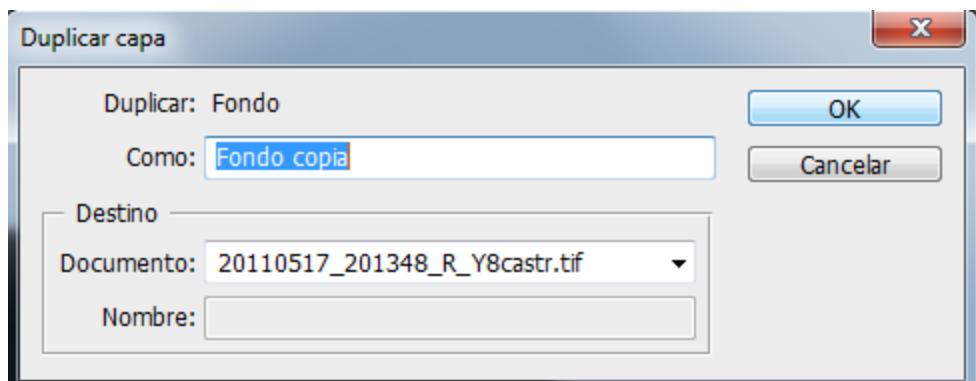 Duplicar capa
Duplicar: Fondo
OK
Como: Fondo copia
Cancelar
Destino
Documento: 20110517_201348_R_Y8castr.tif
Nombre: